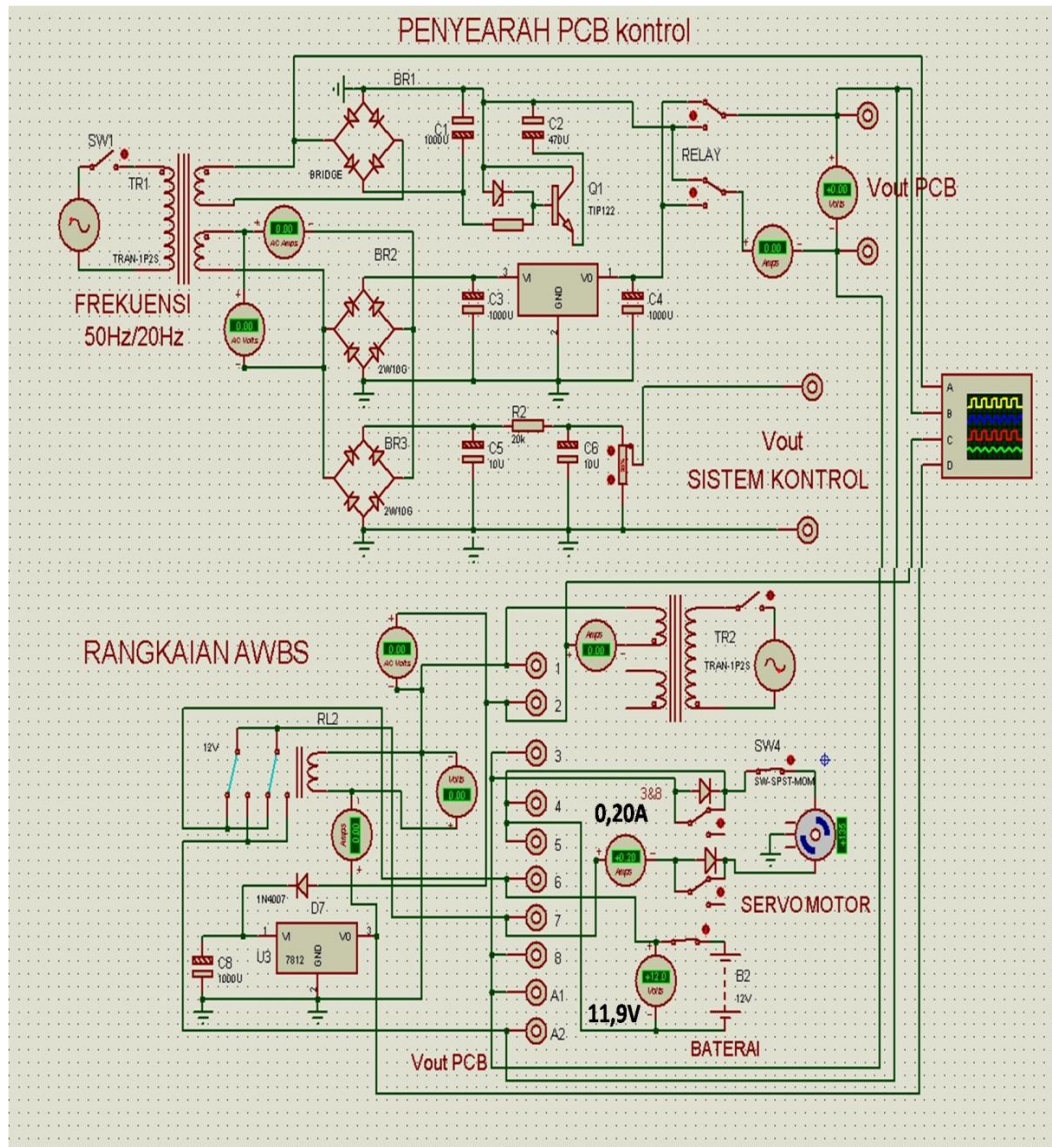 PENYEARAH PCB kontrol
BR1
SW1
TR1
C1
1000U
C2
470U
BRIDGE
Q1
TIP122
RELAY
+0.00
Volts
Vout PCB
TRAN-1P2S
0.00
AC Amps
BR2
0.00
Amps
3
VI
VO
1
GND
2
C3
1000U
C4
1000U
FREKUENSI
50Hz/20Hz
0.00
AC Volts
2W10G
A
B
C
D
R2
20k
BR3
C5
10U
C6
10U
Vout
SISTEM KONTROL
2W10G
RANGKAIAN AWBS
0.00
AC Volts
Amps
0.00
TR2
TRAN-1P2S
1
2
RL2
12V
3
SW4
SW-SPST-MOM
Volts
0.00
3&8
4
0,20A
Amps
0.00
5
+0.20
Amps
6
1N4007
D7
7
SERVO MOTOR
1
VI
VO
3
U3
7812
GND
2
C8
1000U
8
+12.0
Volts
B2
12V
A1
11,9V
A2
BATERAI
Vout PCB